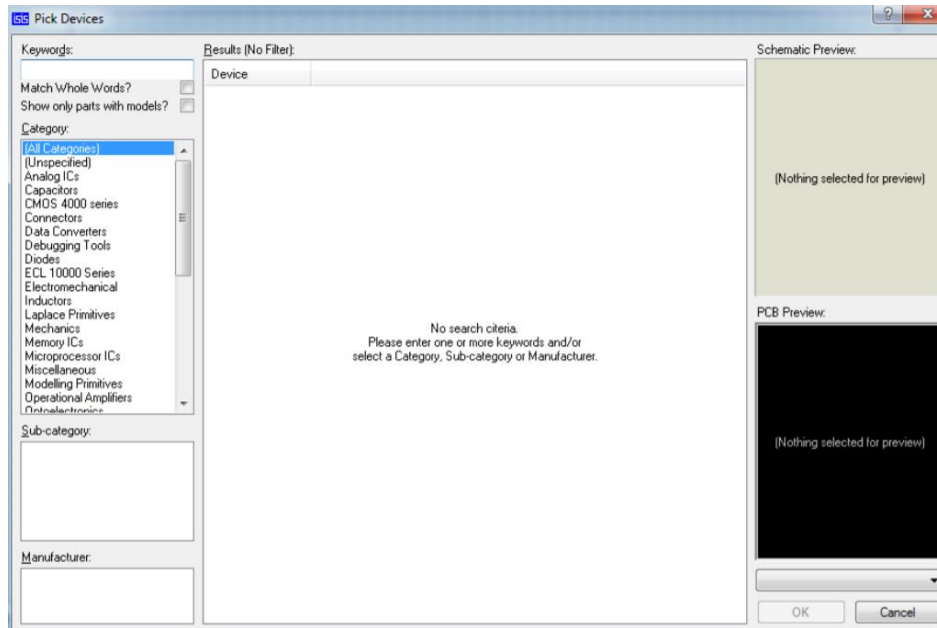 ISIS Pick Devices
Keywords:
Match Whole Words?
Show only parts with models?
Category:
(All Categories)
(Unspecified)
Analog ICs
Capacitors
CMOS 4000 series
Connectors
Data Converters
Debugging Tools
Diodes
ECL 10000 Series
Electromechanical
Inductors
Laplace Primitives
Mechanics
Memory ICs
Microprocessor ICs
Miscellaneous
Modelling Primitives
Operational Amplifiers
Optoelectronics
Sub-category:
Manufacturer:
Results (No Filter):
Device
No search citeria.
Please enter one or more keywords and/or
select a Category, Sub-category or Manufacturer.
Schematic Preview:
(Nothing selected for preview)
PCB Preview:
(Nothing selected for preview)
OK
Cancel